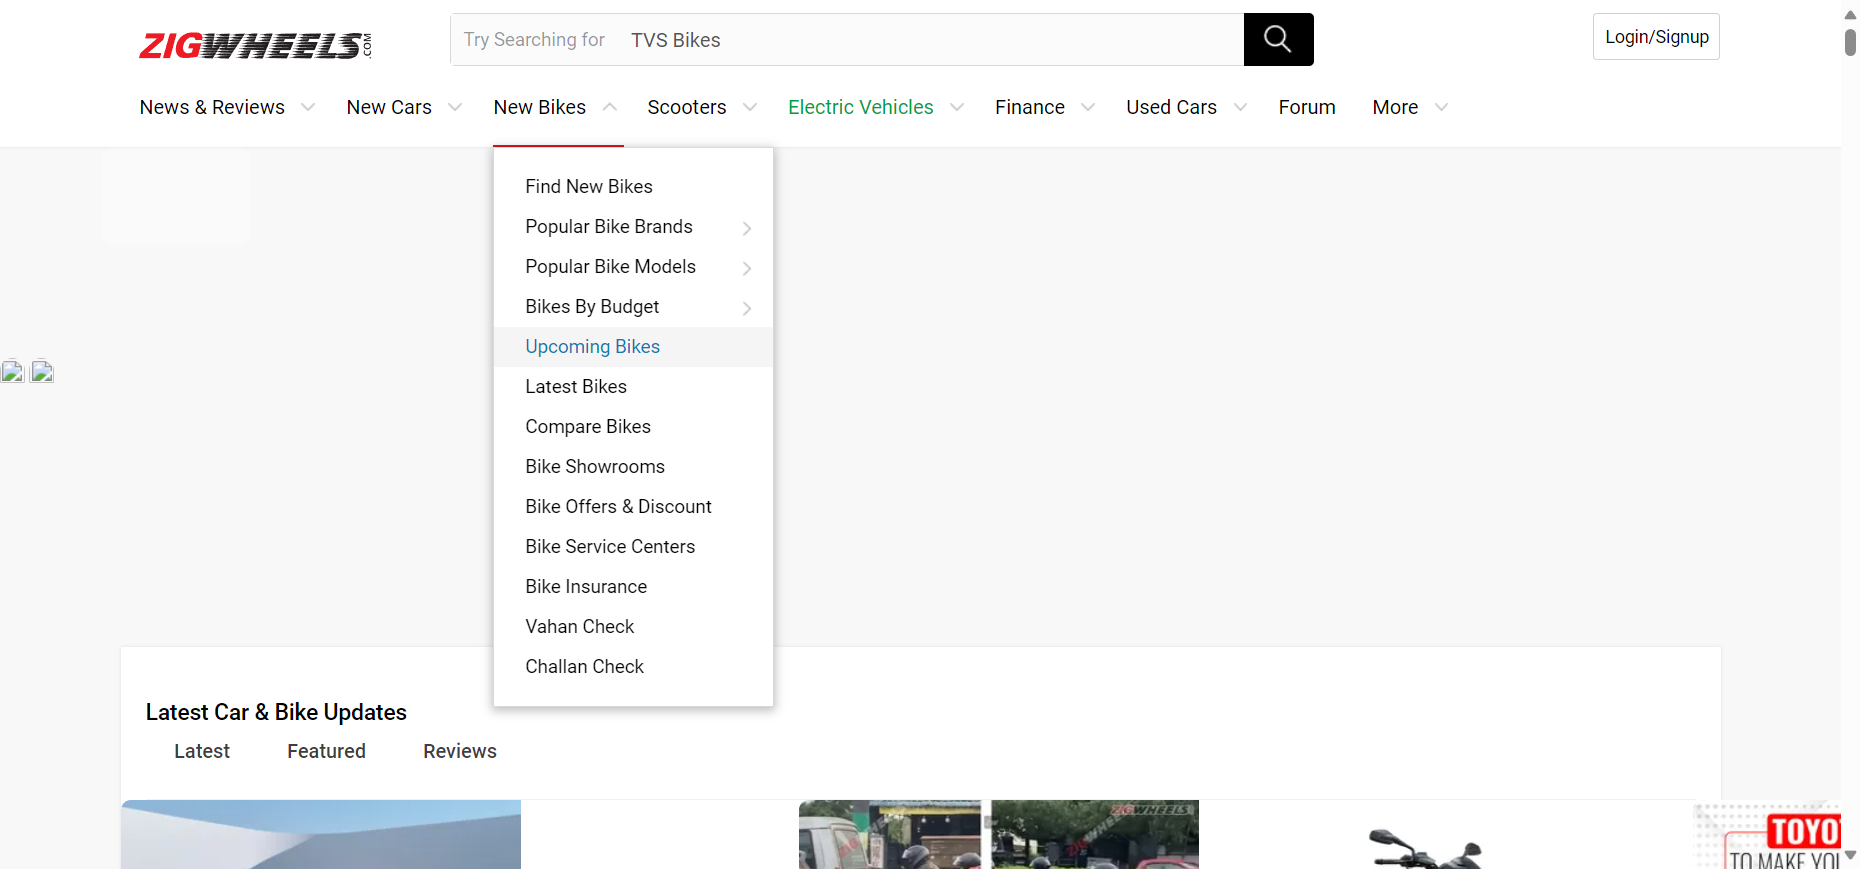 ZIGWHEELS.COM
Try Searching for TVS Bikes
Login/Signup
News & Reviews New Cars New Bikes Scooters Electric Vehicles Finance Used Cars Forum More
Find New Bikes
Popular Bike Brands
Popular Bike Models
Bikes By Budget
Upcoming Bikes
Latest Bikes
Compare Bikes
Bike Showrooms
Bike Offers & Discount
Bike Service Centers
Bike Insurance
Vahan Check
Challan Check
Latest Car & Bike Updates
Latest Featured Reviews
ZIGWHEELS
TOYO
TO MAKE YOU